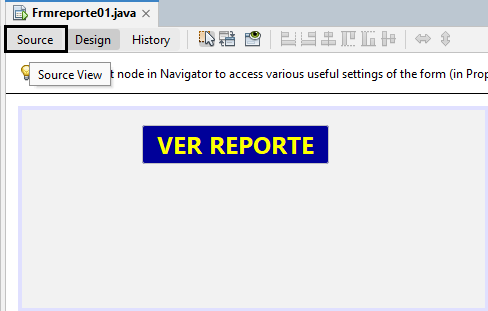 Frmreporte01.java
Source Design History
Source View
t node in Navigator to access various useful settings of the form (in Prop
VER REPORTE